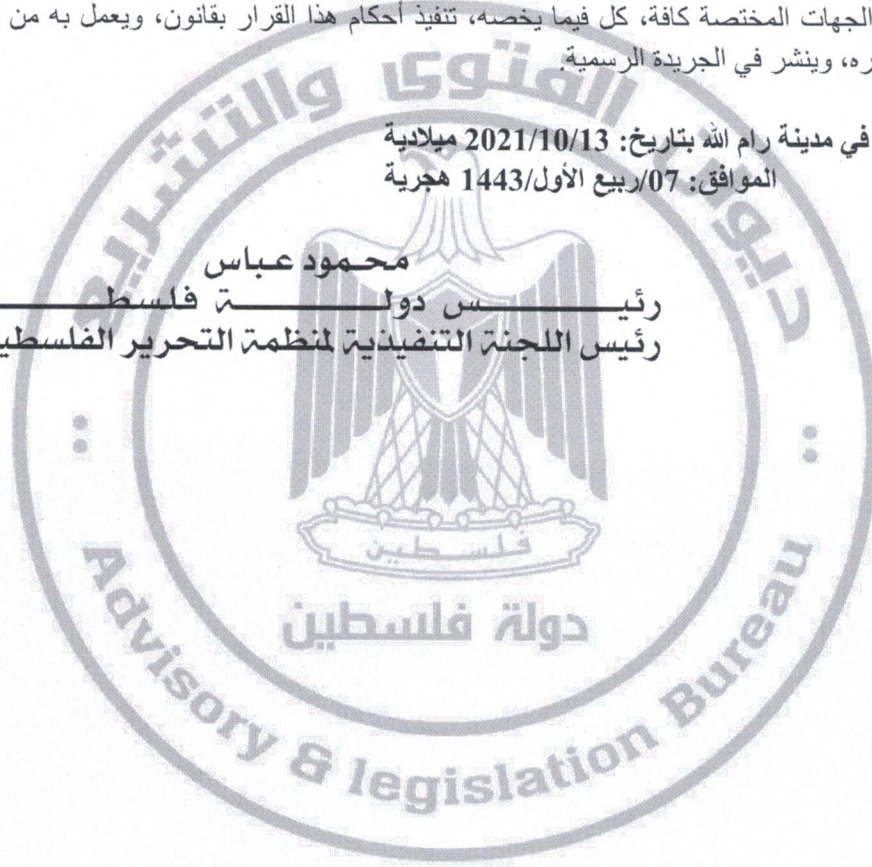 الجهات المختصة كافة، كل فيما يخصه، تنفيذ أحكام هذا القرار بقانون، ويعمل به من
ره، وينشر في الجريدة الرسمية.
في مدينة رام الله بتاريخ: 2021/10/13 ميلادية
الموافق: 07/ربيع الأول/1443 هجرية
محمود عباس
رئيس دولة فلسط
رئيس اللجنة التنفيذية لمنظمة التحرير الفلسطي
ديوان الفتوى والتشريع
فلسطين
دولة فلسطين
Advisory & legislation Bureau